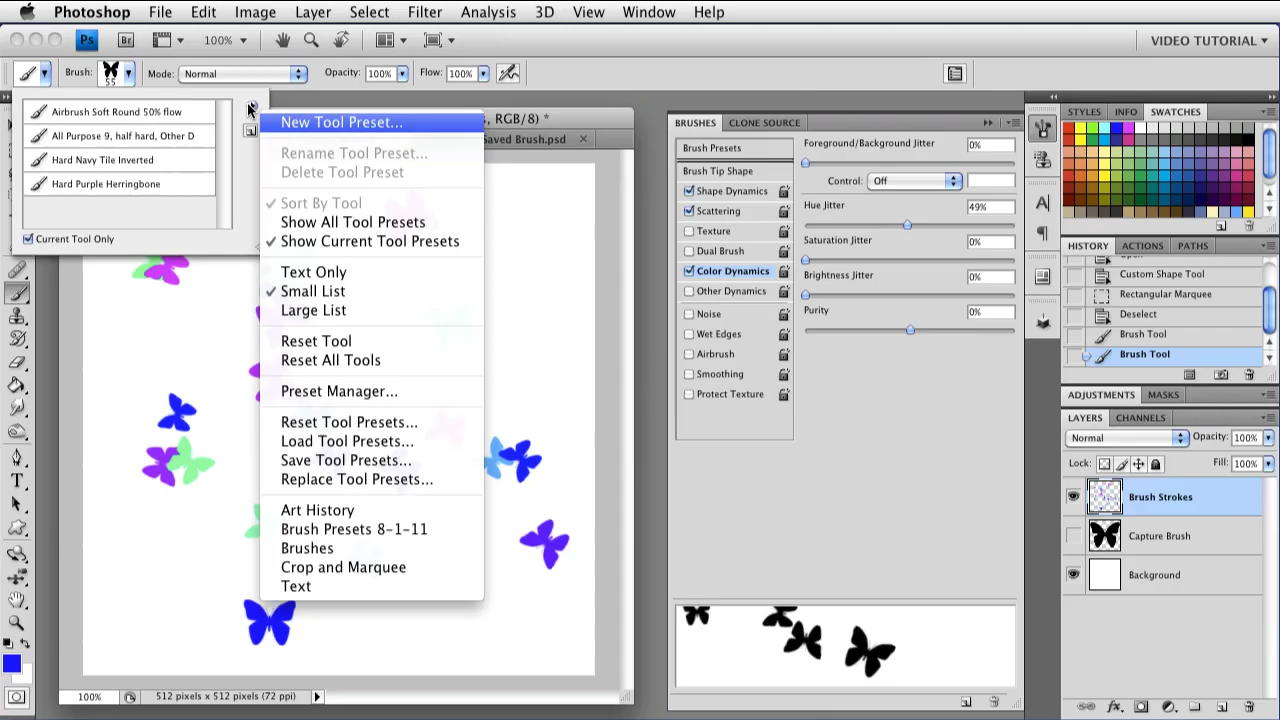 Photoshop File Edit Image Layer Select Filter Analysis 3D View Window Help
Ps Br 100% VIDEO TUTORIAL
Brush: 55 Mode: Normal Opacity: 100% Flow: 100%
Airbrush Soft Round 50% flow
All Purpose 9, half hard, Other D
Hard Navy Tile Inverted
Hard Purple Herringbone
Current Tool Only
New Tool Preset...
Rename Tool Preset...
Delete Tool Preset
Sort By Tool
Show All Tool Presets
Show Current Tool Presets
Text Only
Small List
Large List
Reset Tool
Reset All Tools
Preset Manager...
Reset Tool Presets...
Load Tool Presets...
Save Tool Presets...
Replace Tool Presets...
Art History
Brush Presets 8-1-11
Brushes
Crop and Marquee
Text
RGB/8) *
Saved Brush.psd
100% 512 pixels x 512 pixels (72 ppi)
BRUSHES CLONE SOURCE
Brush Presets
Brush Tip Shape
Shape Dynamics
Scattering
Texture
Dual Brush
Color Dynamics
Other Dynamics
Noise
Wet Edges
Airbrush
Smoothing
Protect Texture
Foreground/Background Jitter 0%
Control: Off
Hue Jitter 49%
Saturation Jitter 0%
Brightness Jitter 0%
Purity 0%
STYLES INFO SWATCHES
HISTORY ACTIONS PATHS
Custom Shape Tool
Rectangular Marquee
Deselect
Brush Tool
Brush Tool
ADJUSTMENTS MASKS
LAYERS CHANNELS
Normal Opacity: 100%
Lock: Fill: 100%
Brush Strokes
Capture Brush
Background